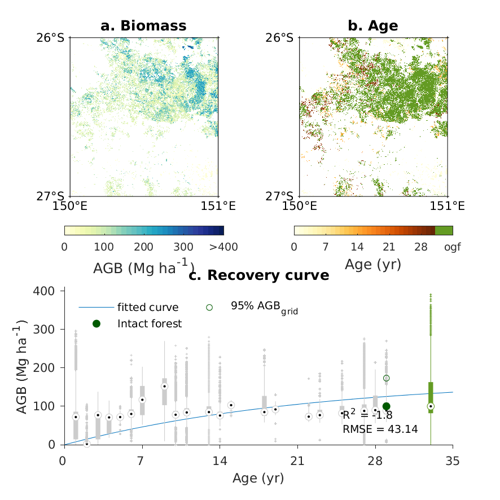 a. Biomass
b. Age
26°S
26°S
27°S
27°S
150°E
151°E
150°E
151°E
0 100 200 300 >400
0 7 14 21 28 ogf
AGB (Mg ha⁻¹)
Age (yr)
c. Recovery curve
400
300
200
100
0
AGB (Mg ha⁻¹)
fitted curve
95% AGB_grid
Intact forest
R² = -1.8
RMSE = 43.14
0 7 14 21 28 35
Age (yr)